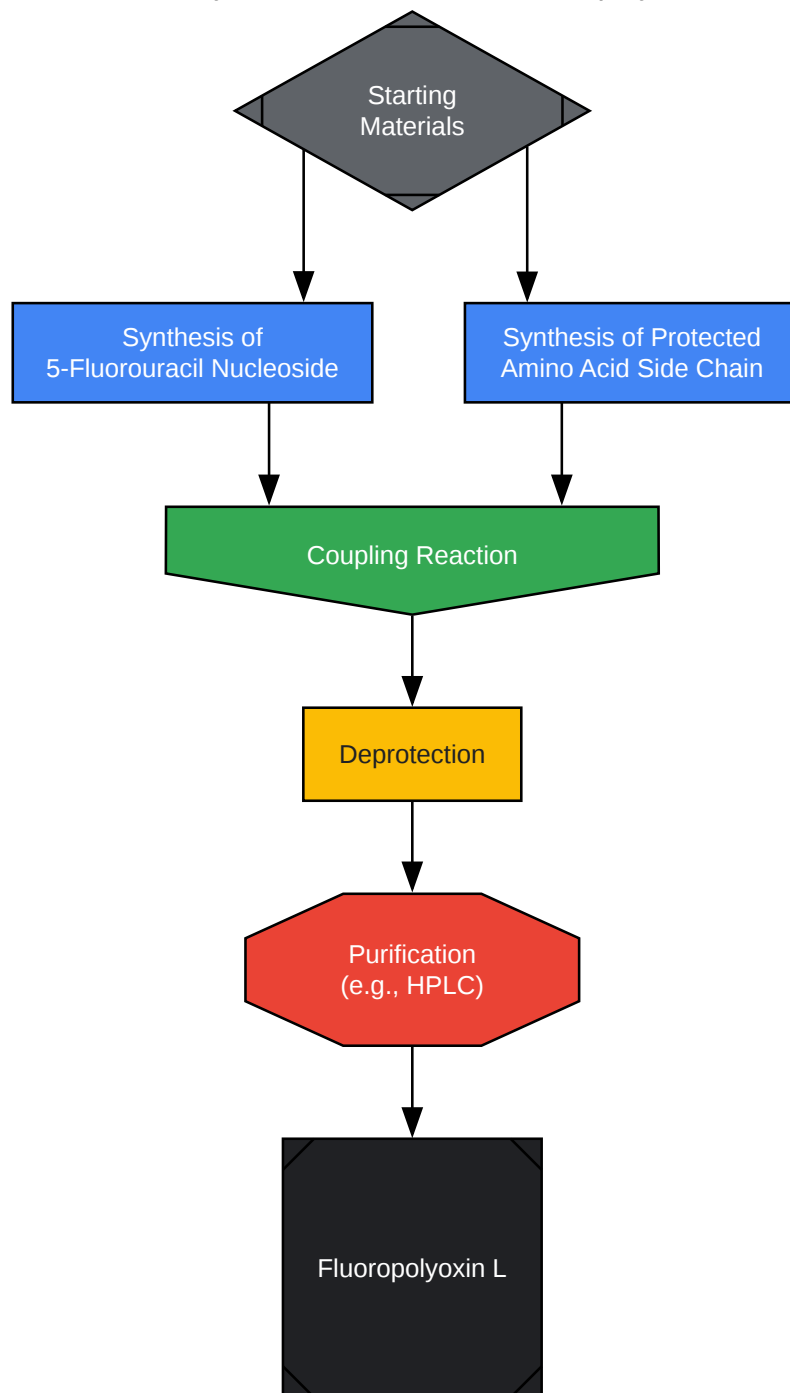 Starting
Materials
Synthesis of
5-Fluorouracil Nucleoside
Synthesis of Protected
Amino Acid Side Chain
Coupling Reaction
Deprotection
Purification
(e.g., HPLC)
Fluoropolyoxin L